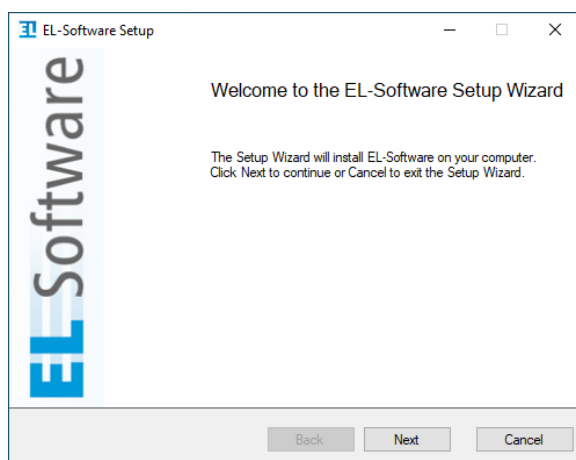 EL-Software Setup
EL Software
Welcome to the EL-Software Setup Wizard
The Setup Wizard will install EL-Software on your computer.
Click Next to continue or Cancel to exit the Setup Wizard.
Back Next Cancel